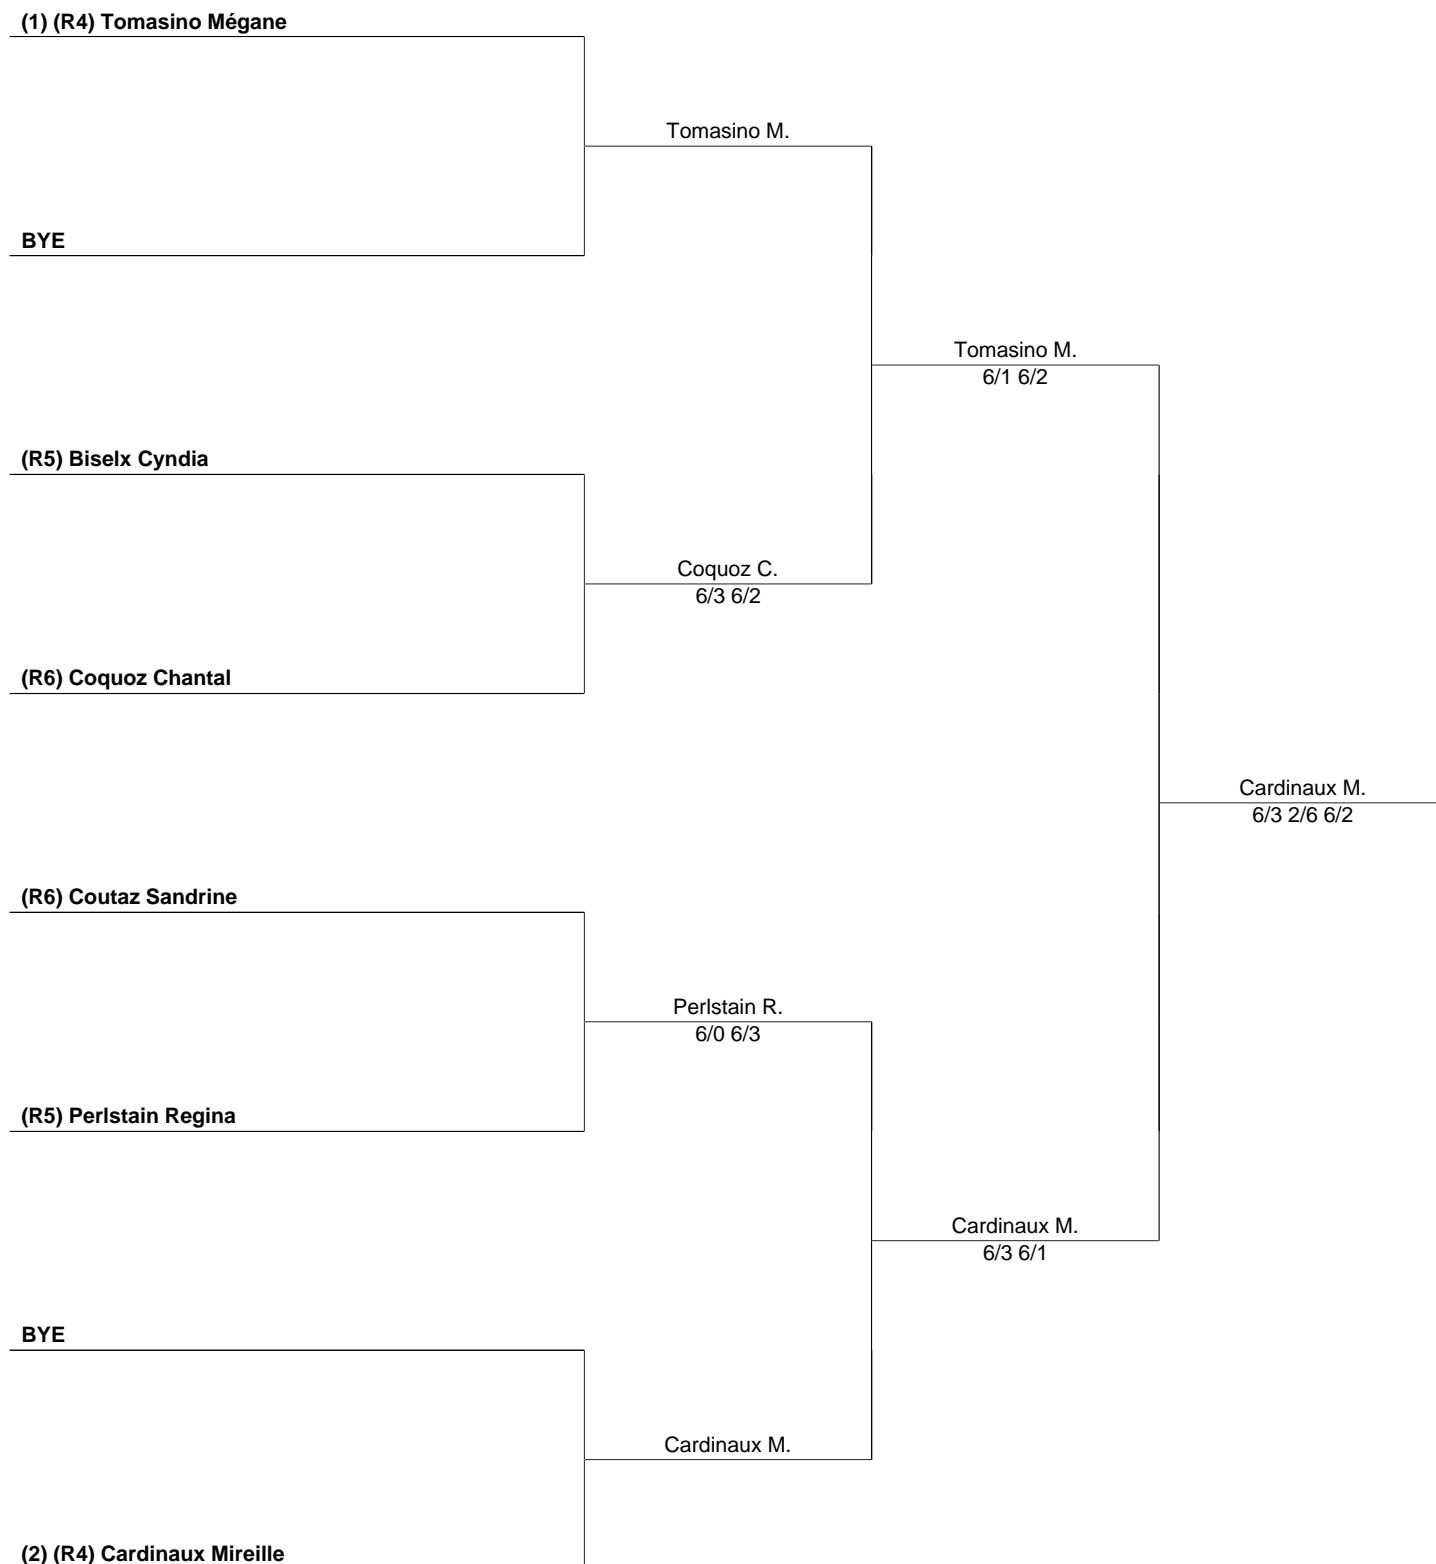 (1) (R4) Tomasino Mégane
Tomasino M.
BYE
Tomasino M.
6/1 6/2
(R5) Biselx Cyndia
Coquoz C.
6/3 6/2
(R6) Coquoz Chantal
Cardinaux M.
6/3 2/6 6/2
(R6) Coutaz Sandrine
Perlstain R.
6/0 6/3
(R5) Perlstain Regina
Cardinaux M.
6/3 6/1
BYE
Cardinaux M.
(2) (R4) Cardinaux Mireille